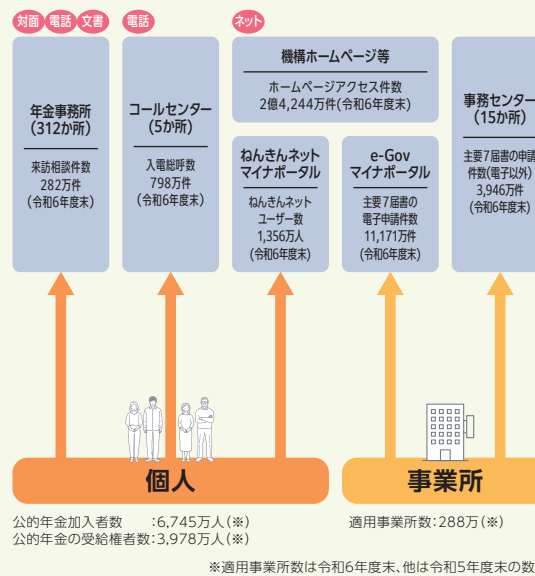 対面 電話 文書
電話
ネット
年金事務所
(312か所)
来訪相談件数
282万件
(令和6年度末)
コールセンター
(5か所)
入電総呼数
798万件
(令和6年度末)
機構ホームページ等
ホームページアクセス件数
2億4,244万件(令和6年度末)
ねんきんネット
マイナポータル
ねんきんネット
ユーザー数
1,356万人
(令和6年度末)
e-Gov
マイナポータル
主要7届書の
電子申請件数
11,171万件
(令和6年度末)
事務センター
(15か所)
主要7届書の申請
件数(電子以外)
3,946万件
(令和6年度末)
個人
事業所
公的年金加入者数 :6,745万人(※)
公的年金の受給権者数:3,978万人(※)
適用事業所数:288万(※)
※適用事業所数は令和6年度末、他は令和5年度末の数